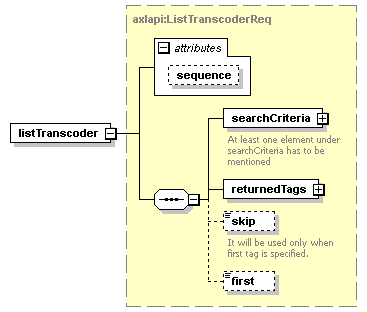 axlapi:ListTranscoderReq
attributes
sequence
listTranscoder
searchCriteria
At least one element under
searchCriteria has to be
mentioned
returnedTags
skip
It will be used only when
first tag is specified.
first